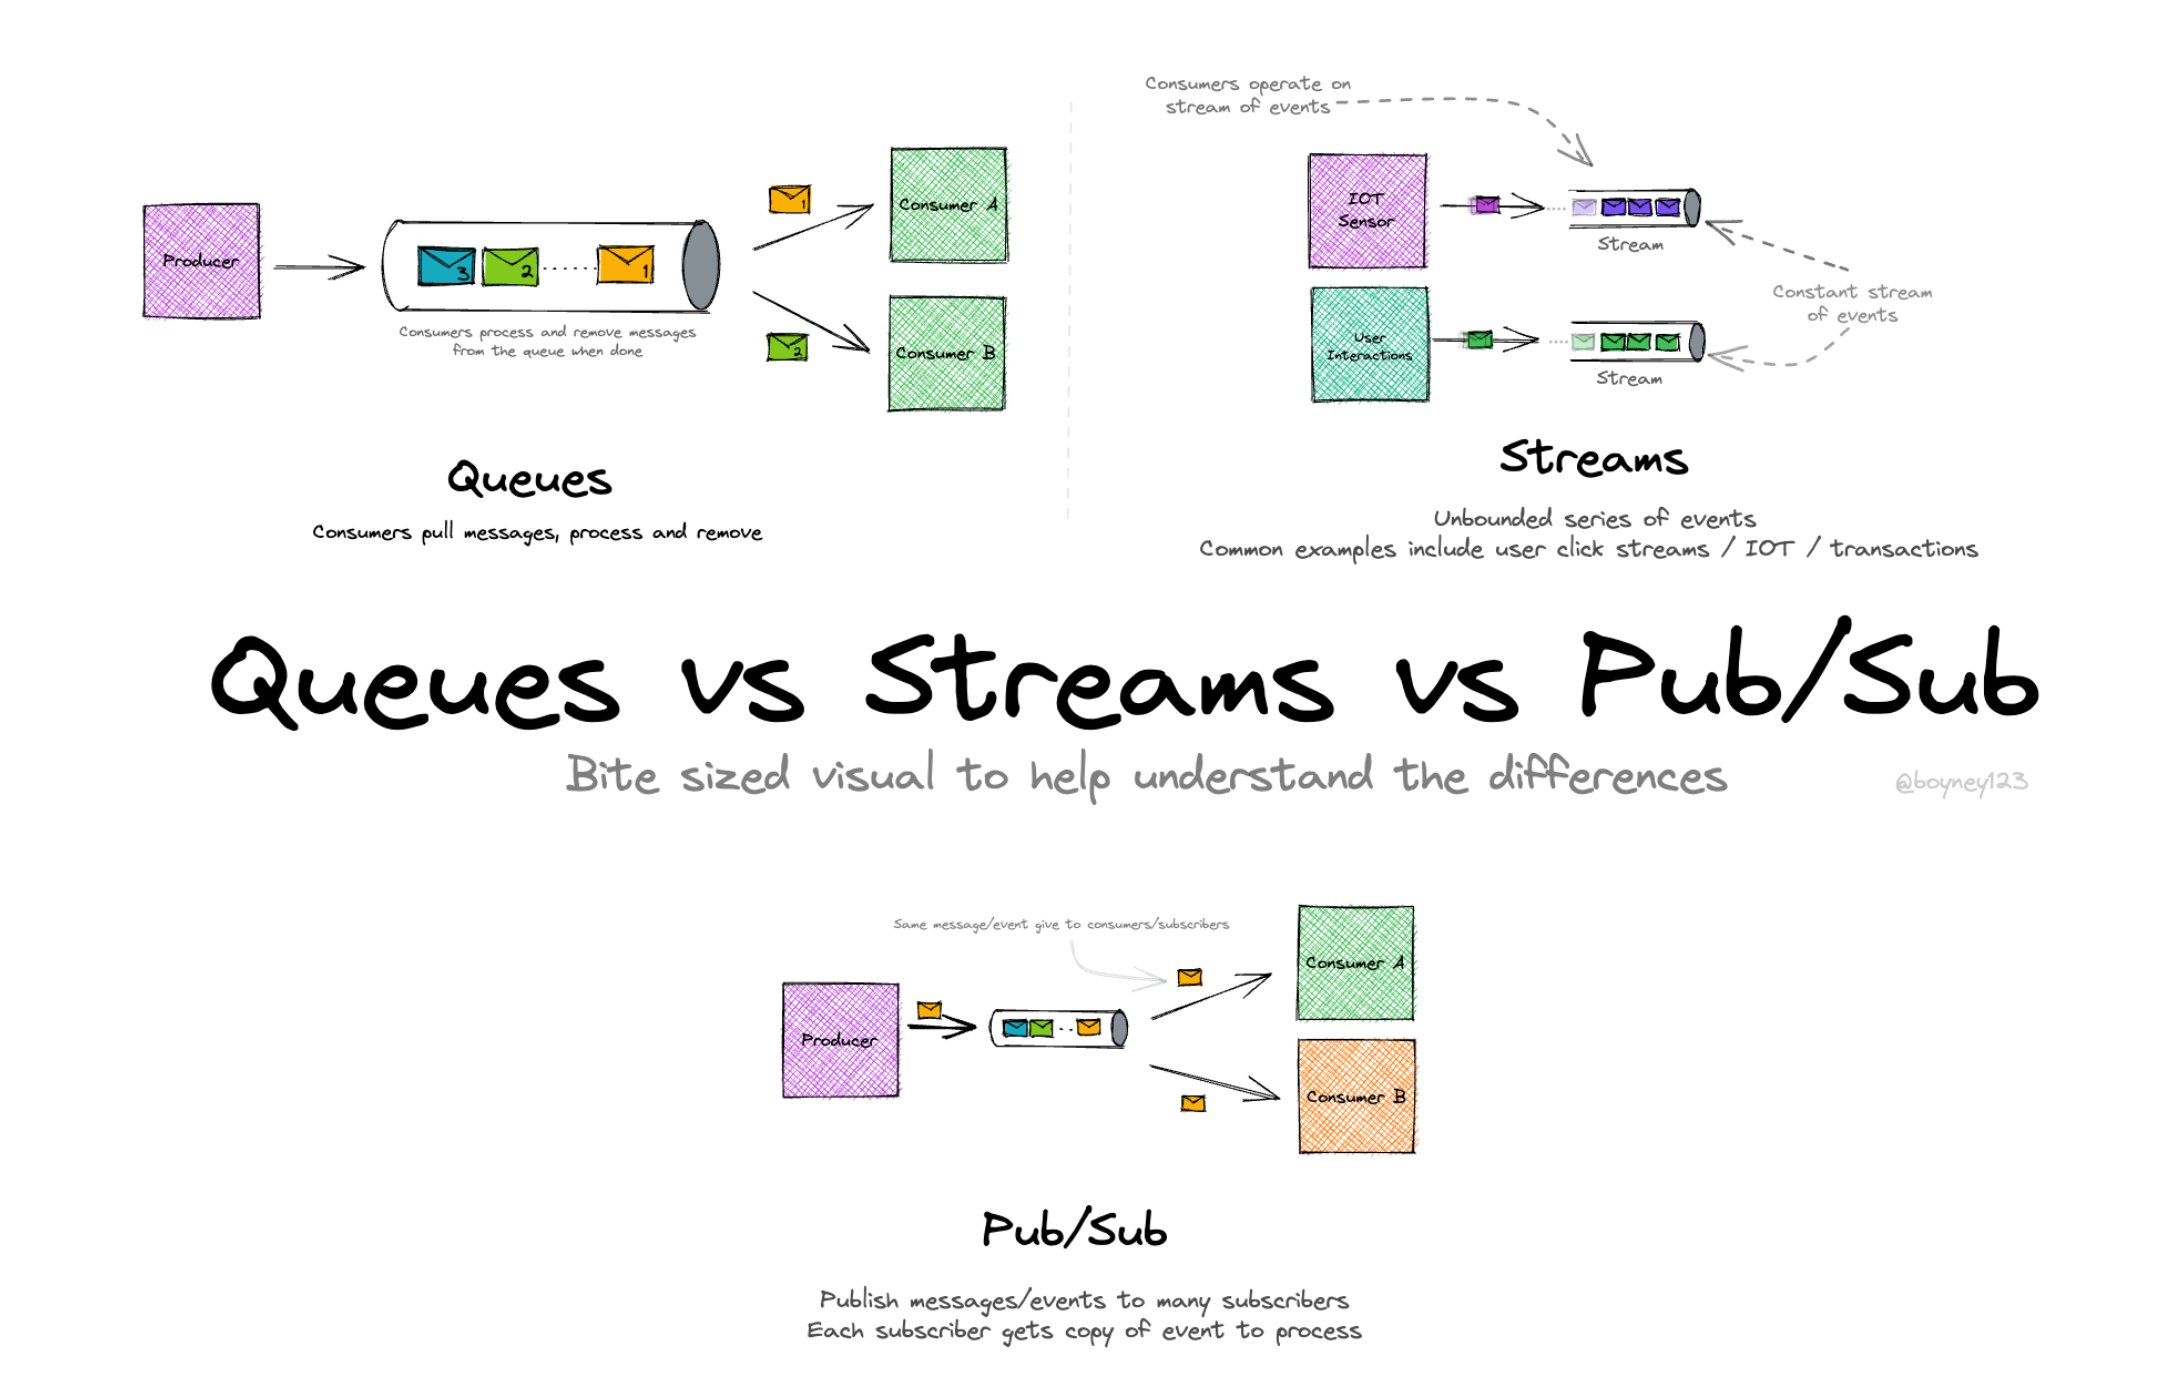 Producer
3
2
1
Consumers process and remove messages
from the queue when done
1
2
Consumer A
Consumer B
Queues
Consumers pull messages, process and remove
Consumers operate on
stream of events
IOT
Sensor
Stream
User
Interactions
Stream
Constant stream
of events
Streams
Unbounded series of events
Common examples include user click streams / IOT / transactions
Queues vs Streams vs Pub/Sub
Bite sized visual to help understand the differences
@boyney123
Same message/event give to consumers/subscribers
Producer
Consumer A
Consumer B
Pub/Sub
Publish messages/events to many subscribers
Each subscriber gets copy of event to process